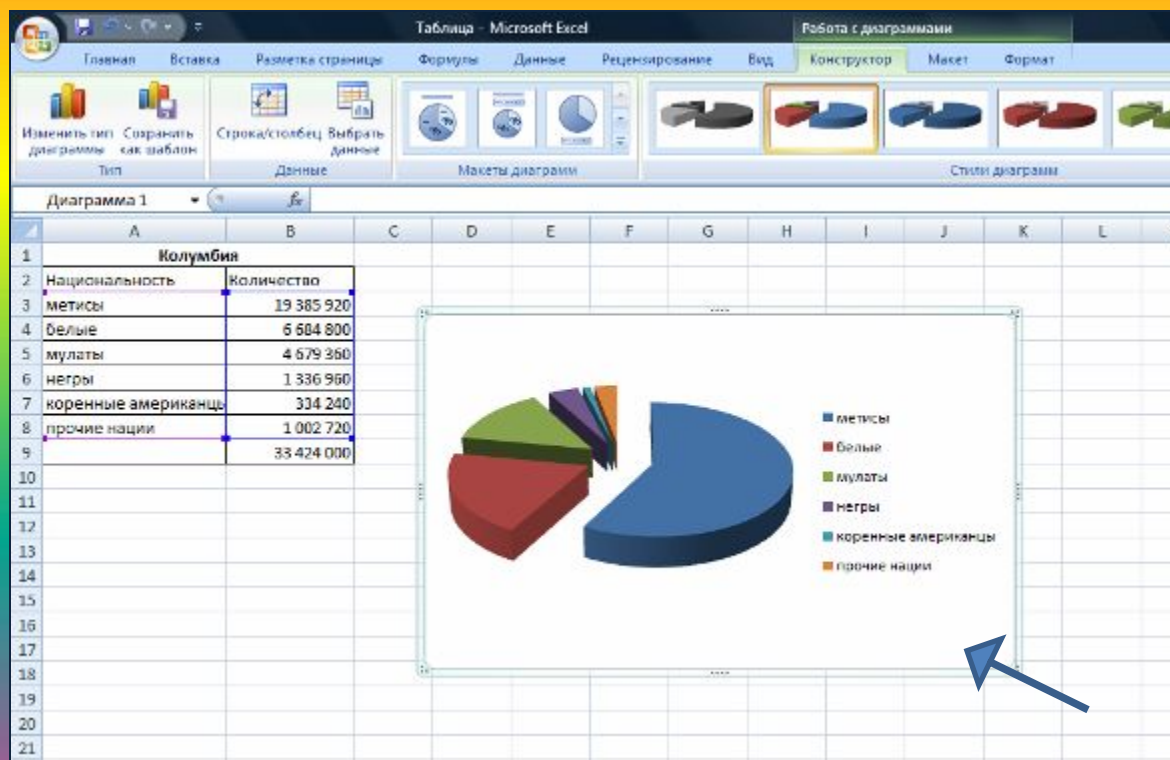 Таблица - Microsoft Excel
Работа с диаграммами
Главная Вставка Разметка страницы Формулы Данные Рецензирование Вид Конструктор Макет Формат
Изменить тип диаграммы
Сохранить как шаблон
Строка/столбец
Выбрать данные
Тип
Данные
Макеты диаграмм
Стили диаграмм
Диаграмма 1 fx
A B C D E F G H I J K L
1 Колумбия
2 Национальность Количество
3 метисы 19 385 920
4 белые 6 684 800
5 мулаты 4 679 360
6 негры 1 336 960
7 коренные американць 334 240
8 прочие нации 1 002 720
9 33 424 000
10
11
12
13
14
15
16
17
18
19
20
21
метисы
белые
мулаты
негры
коренные американцы
прочие нации